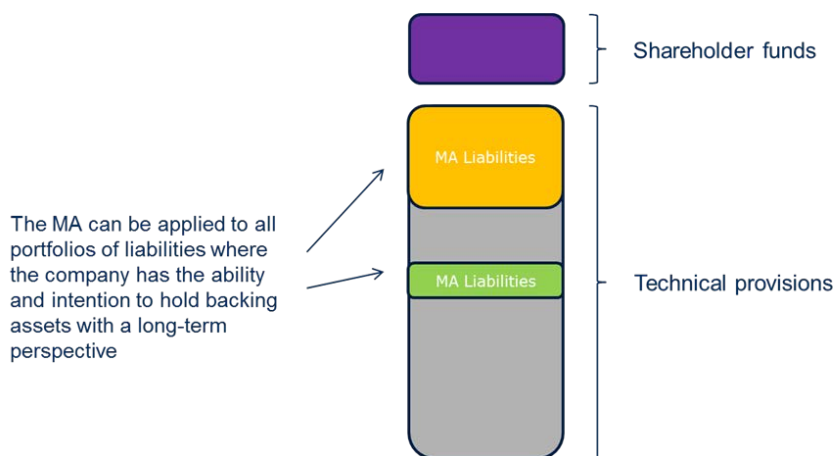 Shareholder funds
MA Liabilities
The MA can be applied to all
portfolios of liabilities where
the company has the ability
and intention to hold backing
assets with a long-term
perspective
MA Liabilities
Technical provisions